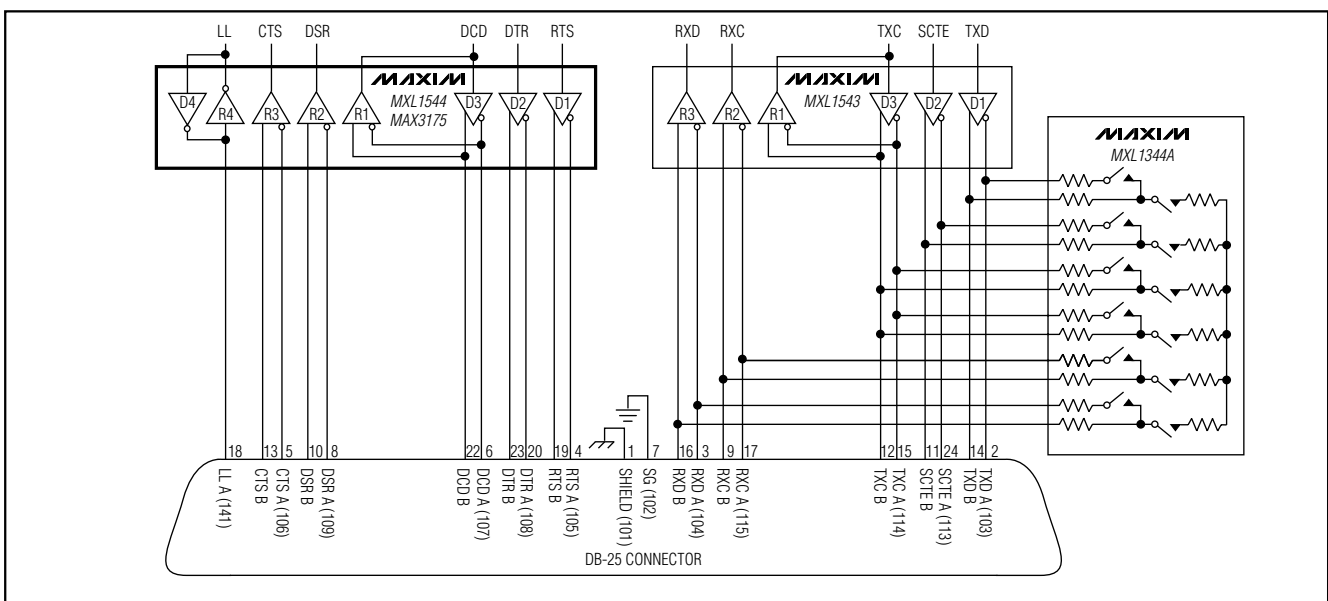 LL CTS DSR DCD DTR RTS RXD RXC TXC SCTE TXD
MAXIM
MXL1544
MAX3175
D4 R4 R3 R2 R1 D3 D2 D1
MAXIM
MXL1543
R3 R2 R1 D3 D2 D1
MAXIM
MXL1344A
18 13 5 10 8 22 6 23 20 19 4 1 7 16 3 9 17 12 15 11 24 14 2
LL A (141)
CTS B
CTS A (106)
DSR B
DSR A (109)
DCD B
DCD A (107)
DTR B
DTR A (108)
RTS B
RTS A (105)
SHIELD (101)
SG (102)
RXD B
RXD A (104)
RXC B
RXC A (115)
TXC B
TXC A (114)
SCTE B
SCTE A (113)
TXD B
TXD A (103)
DB-25 CONNECTOR